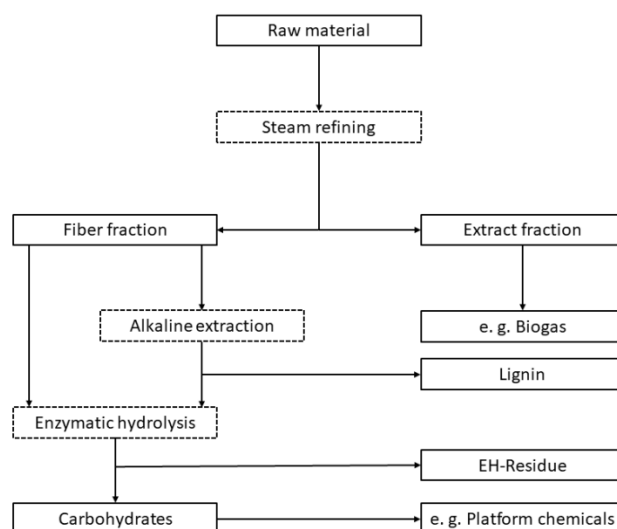 Raw material
Steam refining
Fiber fraction
Extract fraction
Alkaline extraction
e. g. Biogas
Lignin
Enzymatic hydrolysis
EH-Residue
Carbohydrates
e. g. Platform chemicals